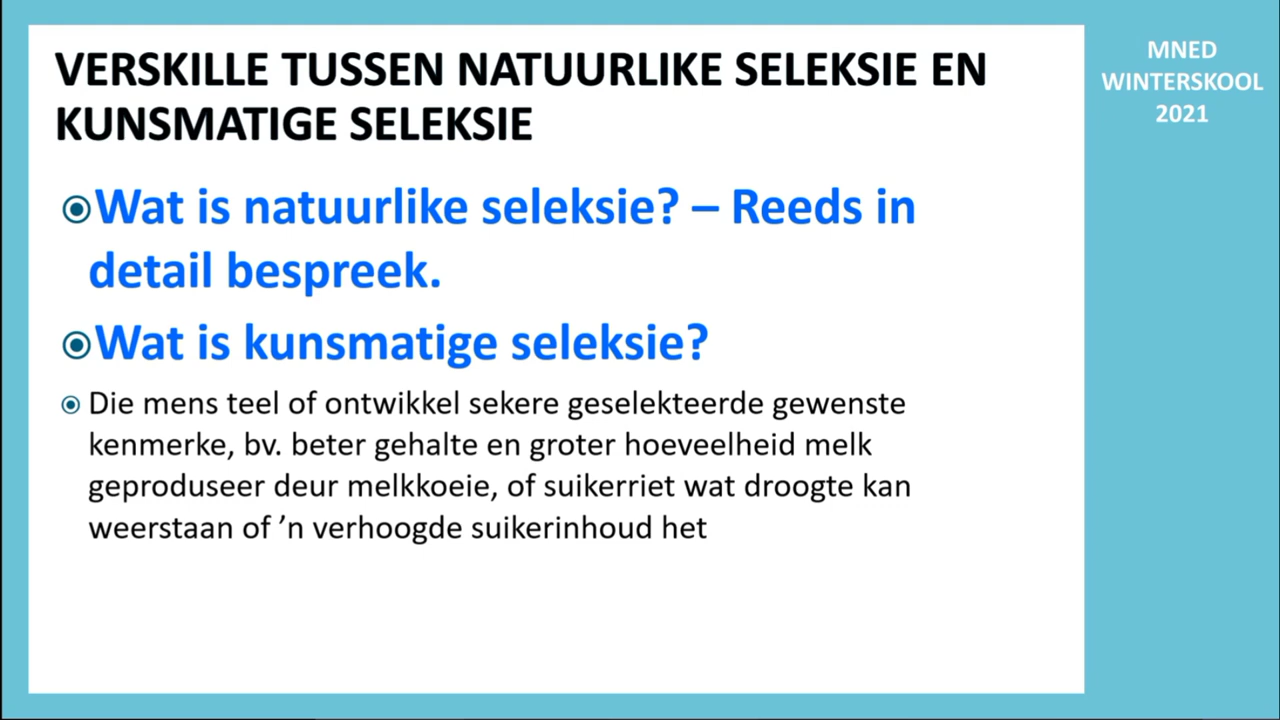 VERSKILLE TUSSEN NATUURLIKE SELEKSIE EN
KUNSMATIGE SELEKSIE
Wat is natuurlike seleksie? – Reeds in
detail bespreek.
Wat is kunsmatige seleksie?
Die mens teel of ontwikkel sekere geselekteerde gewenste
kenmerke, bv. beter gehalte en groter hoeveelheid melk
geproduseer deur melkkoeie, of suikerriet wat droogte kan
weerstaan of ’n verhoogde suikerinhoud het
MNED
WINTERSKOOL
2021